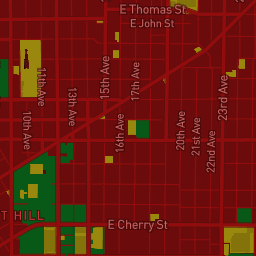 E Thomas St.
E John St
11th Ave
10th Ave
13th Ave
15th Ave
17th Ave
16th Ave
20th Ave
21st Ave
22nd Ave
23rd Ave
T HILL
E Cherry St